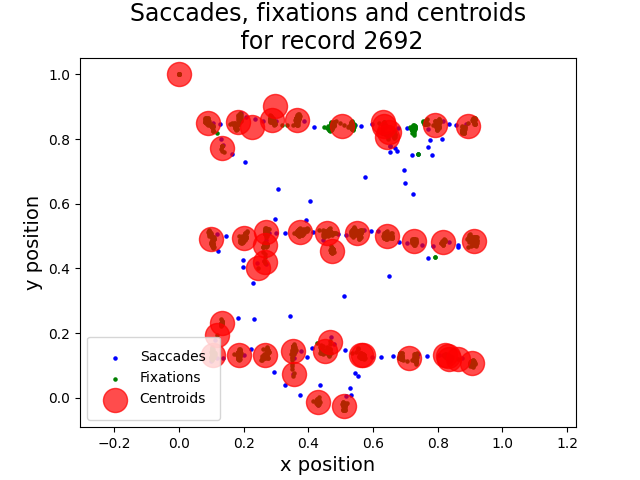 Saccades, fixations and centroids
for record 2692
1.0
0.8
0.6
0.4
0.2
0.0
y position
Saccades
Fixations
Centroids
−0.2 0.0 0.2 0.4 0.6 0.8 1.0 1.2
x position